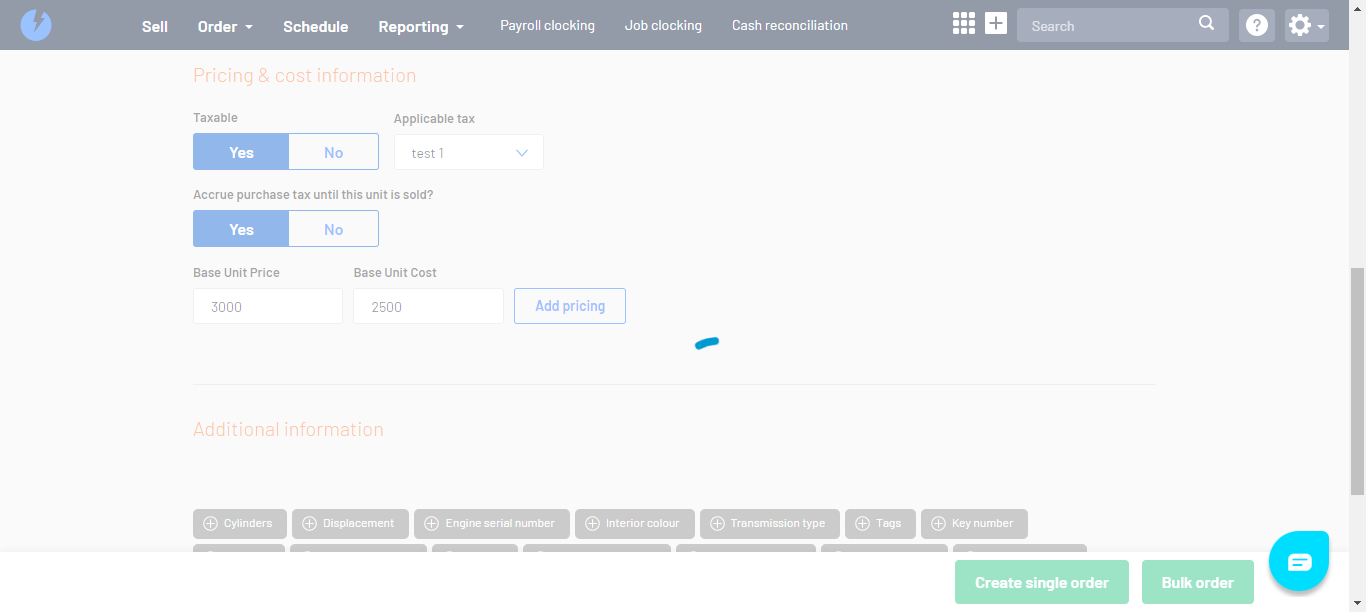 Sell Order Schedule Reporting Payroll clocking Job clocking Cash reconciliation Search
Pricing & cost information
Taxable Applicable tax
Yes No test 1
Accrue purchase tax until this unit is sold?
Yes No
Base Unit Price Base Unit Cost
3000 2500 Add pricing
Additional information
Cylinders Displacement Engine serial number Interior colour Transmission type Tags Key number
Create single order Bulk order